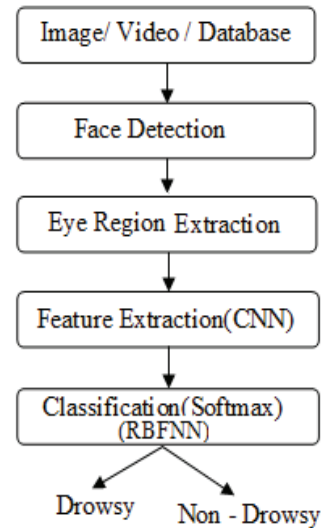 Image/ Video / Database
Face Detection
Eye Region Extraction
Feature Extraction(CNN)
Classification(Softmax)
(RBFNN)
Drowsy
Non - Drowsy